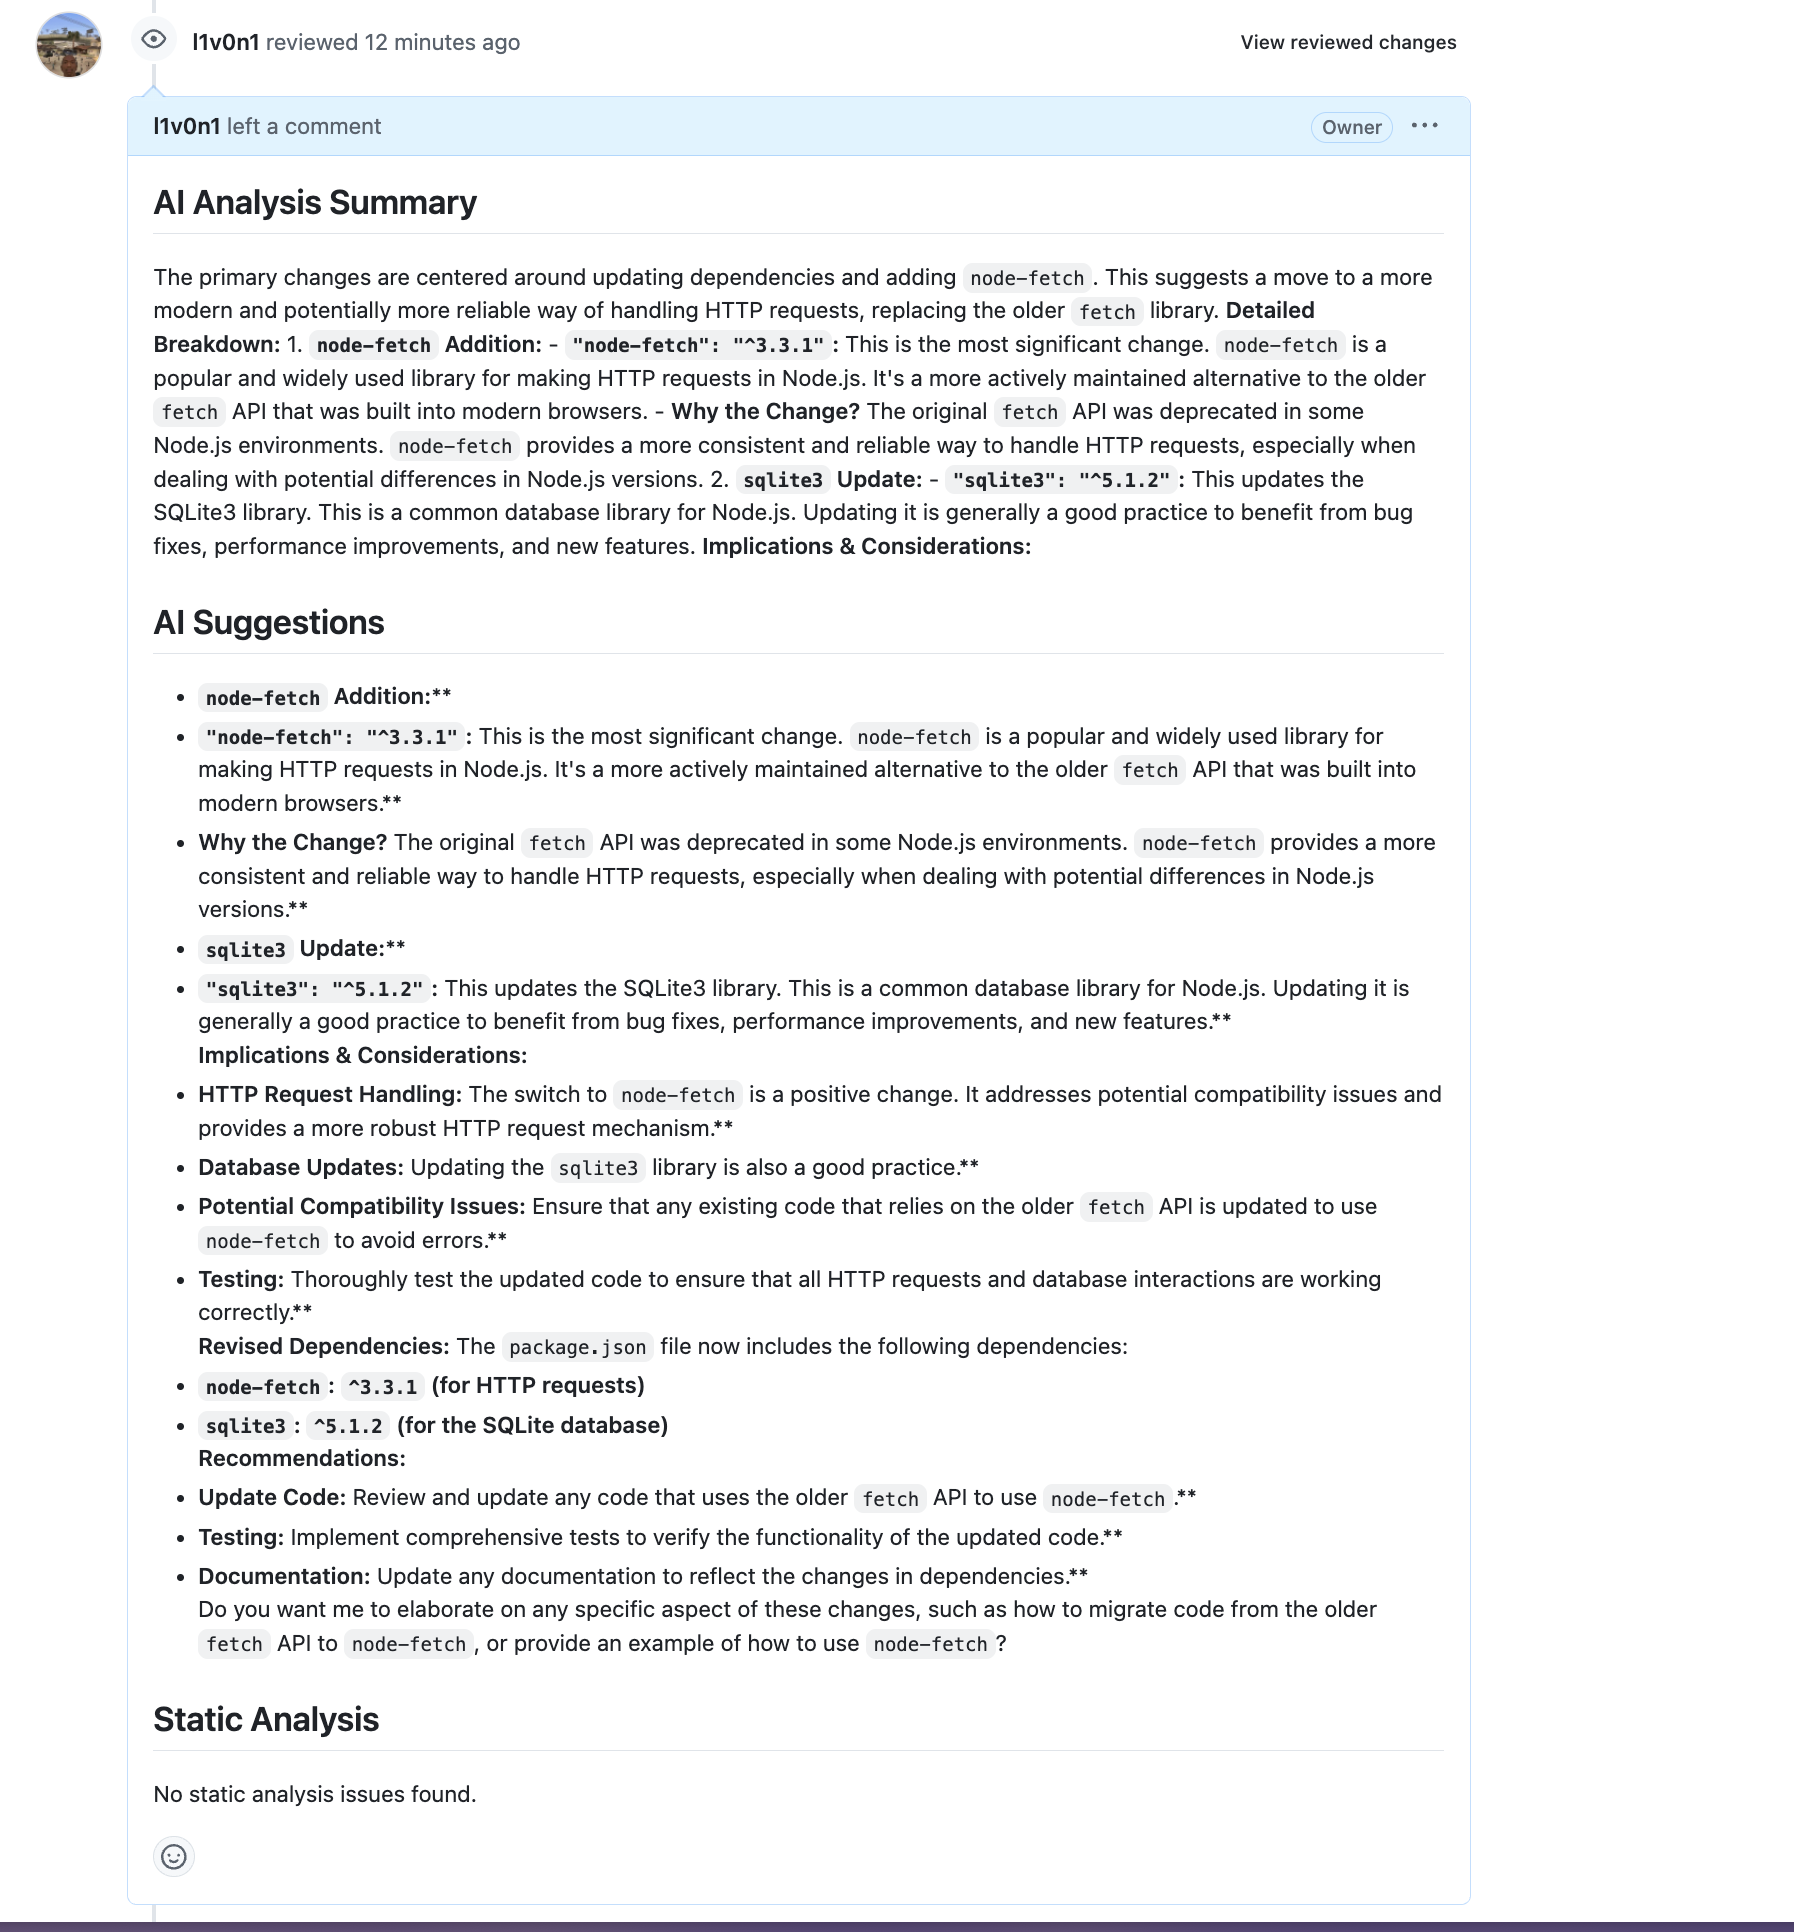 l1v0n1 reviewed 12 minutes ago
View reviewed changes
l1v0n1 left a comment
Owner
AI Analysis Summary
The primary changes are centered around updating dependencies and adding node-fetch. This suggests a move to a more
modern and potentially more reliable way of handling HTTP requests, replacing the older fetch library. Detailed
Breakdown: 1. node-fetch Addition: - "node-fetch": "^3.3.1": This is the most significant change. node-fetch is a
popular and widely used library for making HTTP requests in Node.js. It's a more actively maintained alternative to the older
fetch API that was built into modern browsers. - Why the Change? The original fetch API was deprecated in some
Node.js environments. node-fetch provides a more consistent and reliable way to handle HTTP requests, especially when
dealing with potential differences in Node.js versions. 2. sqlite3 Update: - "sqlite3": "^5.1.2": This updates the
SQLite3 library. This is a common database library for Node.js. Updating it is generally a good practice to benefit from bug
fixes, performance improvements, and new features. Implications & Considerations:
AI Suggestions
• node-fetch Addition:**
• "node-fetch": "^3.3.1": This is the most significant change. node-fetch is a popular and widely used library for
making HTTP requests in Node.js. It's a more actively maintained alternative to the older fetch API that was built into
modern browsers.**
• Why the Change? The original fetch API was deprecated in some Node.js environments. node-fetch provides a more
consistent and reliable way to handle HTTP requests, especially when dealing with potential differences in Node.js
versions.**
• sqlite3 Update:**
• "sqlite3": "^5.1.2": This updates the SQLite3 library. This is a common database library for Node.js. Updating it is
generally a good practice to benefit from bug fixes, performance improvements, and new features.**
Implications & Considerations:
• HTTP Request Handling: The switch to node-fetch is a positive change. It addresses potential compatibility issues and
provides a more robust HTTP request mechanism.**
• Database Updates: Updating the sqlite3 library is also a good practice.**
• Potential Compatibility Issues: Ensure that any existing code that relies on the older fetch API is updated to use
node-fetch to avoid errors.**
• Testing: Thoroughly test the updated code to ensure that all HTTP requests and database interactions are working
correctly.**
Revised Dependencies: The package.json file now includes the following dependencies:
• node-fetch: ^3.3.1 (for HTTP requests)
• sqlite3: ^5.1.2 (for the SQLite database)
Recommendations:
• Update Code: Review and update any code that uses the older fetch API to use node-fetch.**
• Testing: Implement comprehensive tests to verify the functionality of the updated code.**
• Documentation: Update any documentation to reflect the changes in dependencies.**
Do you want me to elaborate on any specific aspect of these changes, such as how to migrate code from the older
fetch API to node-fetch, or provide an example of how to use node-fetch?
Static Analysis
No static analysis issues found.